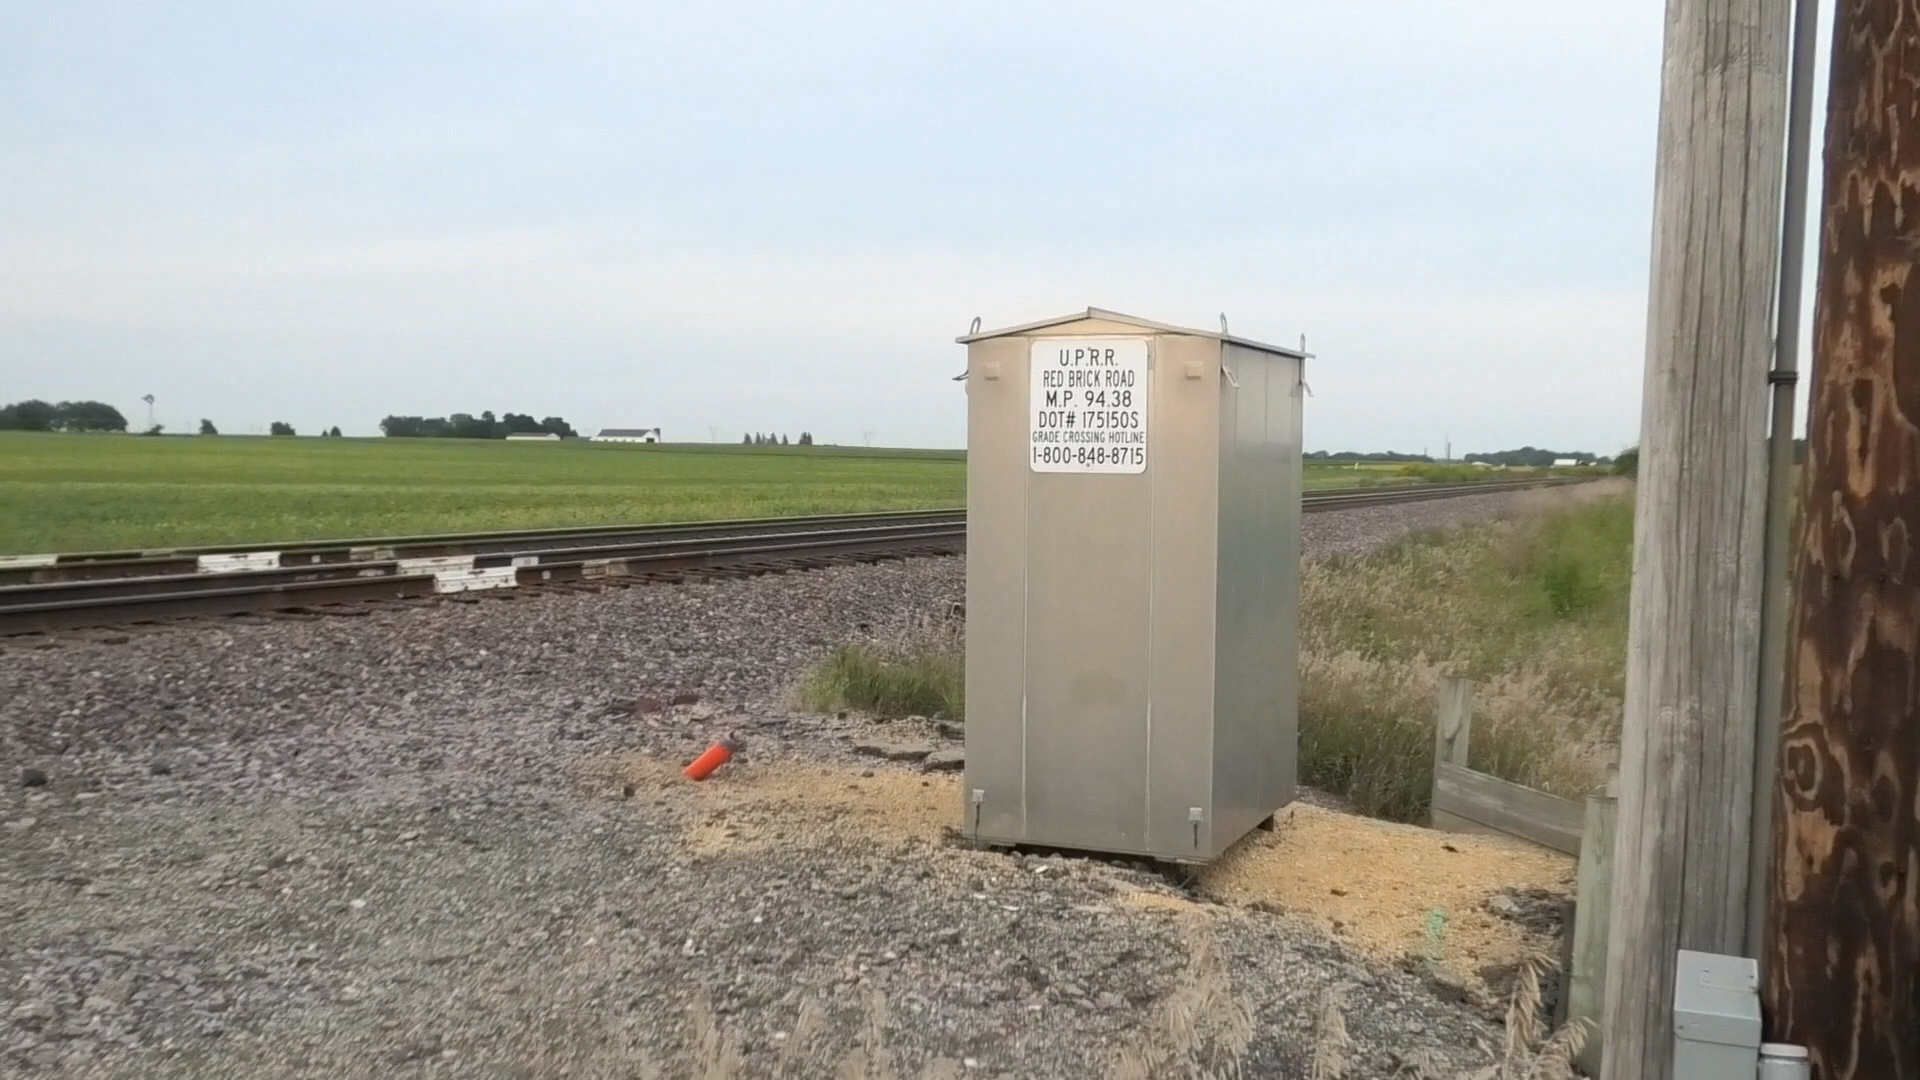 U.P.R.R.
RED BRICK ROAD
M.P. 94.38
DOT# 175150S
GRADE CROSSING HOTLINE
1-800-848-8715